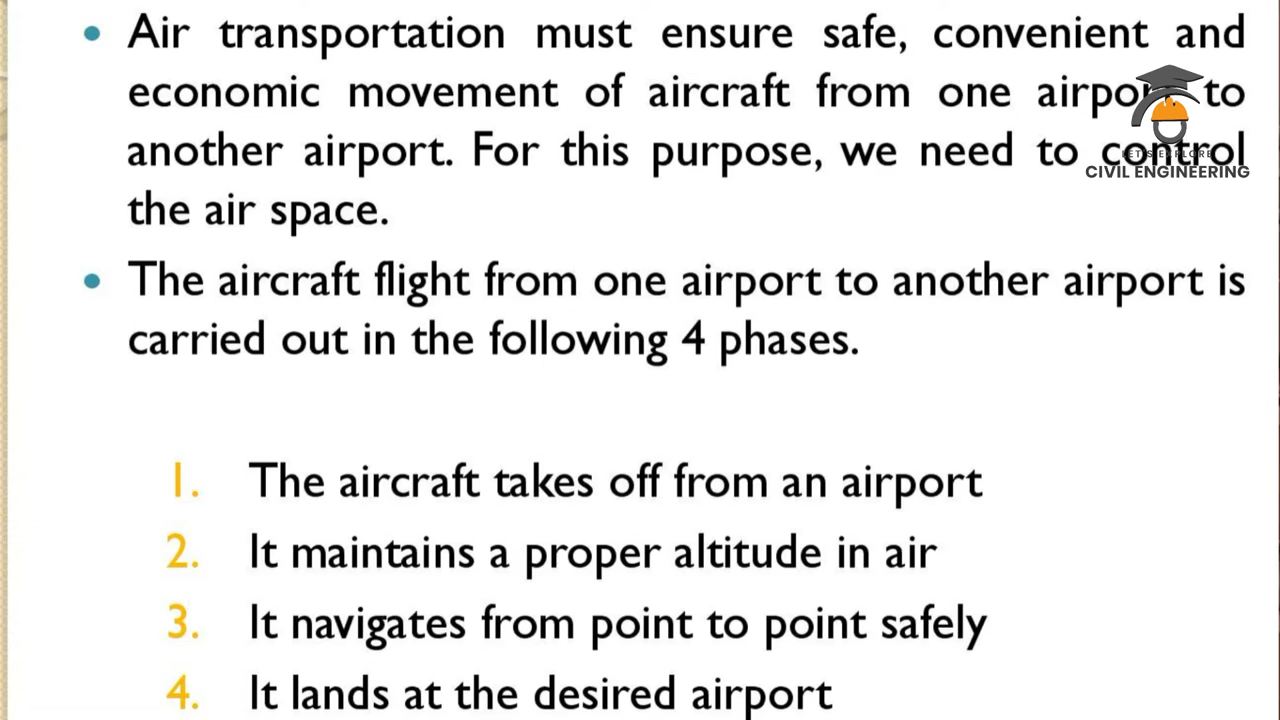 Air transportation must ensure safe, convenient and
economic movement of aircraft from one airport to
another airport. For this purpose, we need to control
the air space.
The aircraft flight from one airport to another airport is
carried out in the following 4 phases.
1. The aircraft takes off from an airport
2. It maintains a proper altitude in air
3. It navigates from point to point safely
4. It lands at the desired airport
LET'S EXPLORE
CIVIL ENGINEERING